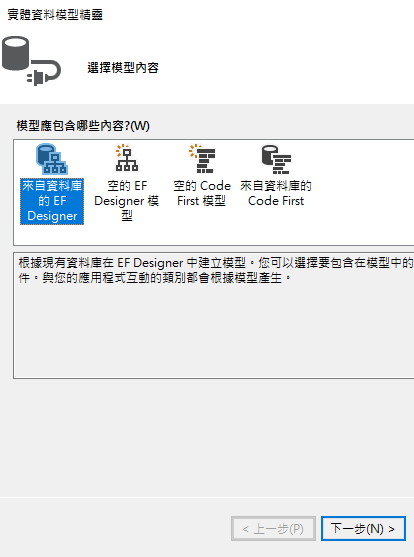 實體資料模型精靈
選擇模型內容
模型應包含哪些內容?(W)
來自資料庫
的 EF
Designer
空的 EF
Designer 模
型
空的 Code
First 模型
來自資料庫的
Code First
根據現有資料庫在 EF Designer 中建立模型。您可以選擇要包含在模型中的
件。與您的應用程式互動的類別都會根據模型產生。
< 上一步(P)
下一步(N) >